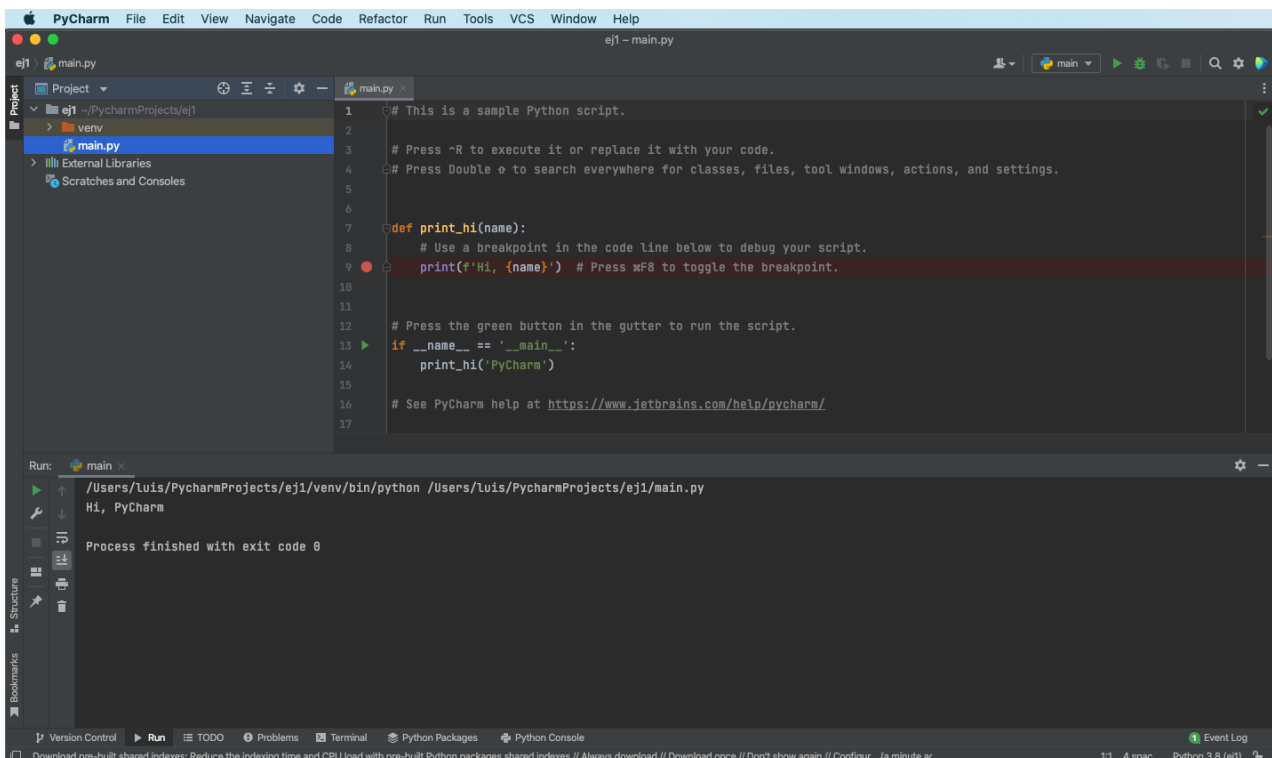 PyCharm File Edit View Navigate Code Refactor Run Tools VCS Window Help
ej1 – main.py
ej1 main.py
main
Project
Project
main.py
ej1 ~/PycharmProjects/ej1
venv
main.py
External Libraries
Scratches and Consoles
1 # This is a sample Python script.
2
3 # Press ^R to execute it or replace it with your code.
4 # Press Double ⇧ to search everywhere for classes, files, tool windows, actions, and settings.
5
6
7 def print_hi(name):
8 # Use a breakpoint in the code line below to debug your script.
9 print(f'Hi, {name}') # Press ⌘F8 to toggle the breakpoint.
10
11
12 # Press the green button in the gutter to run the script.
13 if __name__ == '__main__':
14 print_hi('PyCharm')
15
16 # See PyCharm help at https://www.jetbrains.com/help/pycharm/
17
Run: main
/Users/luis/PycharmProjects/ej1/venv/bin/python /Users/luis/PycharmProjects/ej1/main.py
Hi, PyCharm
Process finished with exit code 0
Structure
Bookmarks
Version Control Run TODO Problems Terminal Python Packages Python Console 1 Event Log
Download pre-built shared indexes: Reduce the indexing time and CPU load with pre-built Python packages shared indexes // Always download // Download once // Don't show again // Configur... (a minute 1:1 4 spac Python 3.8 (ej1)